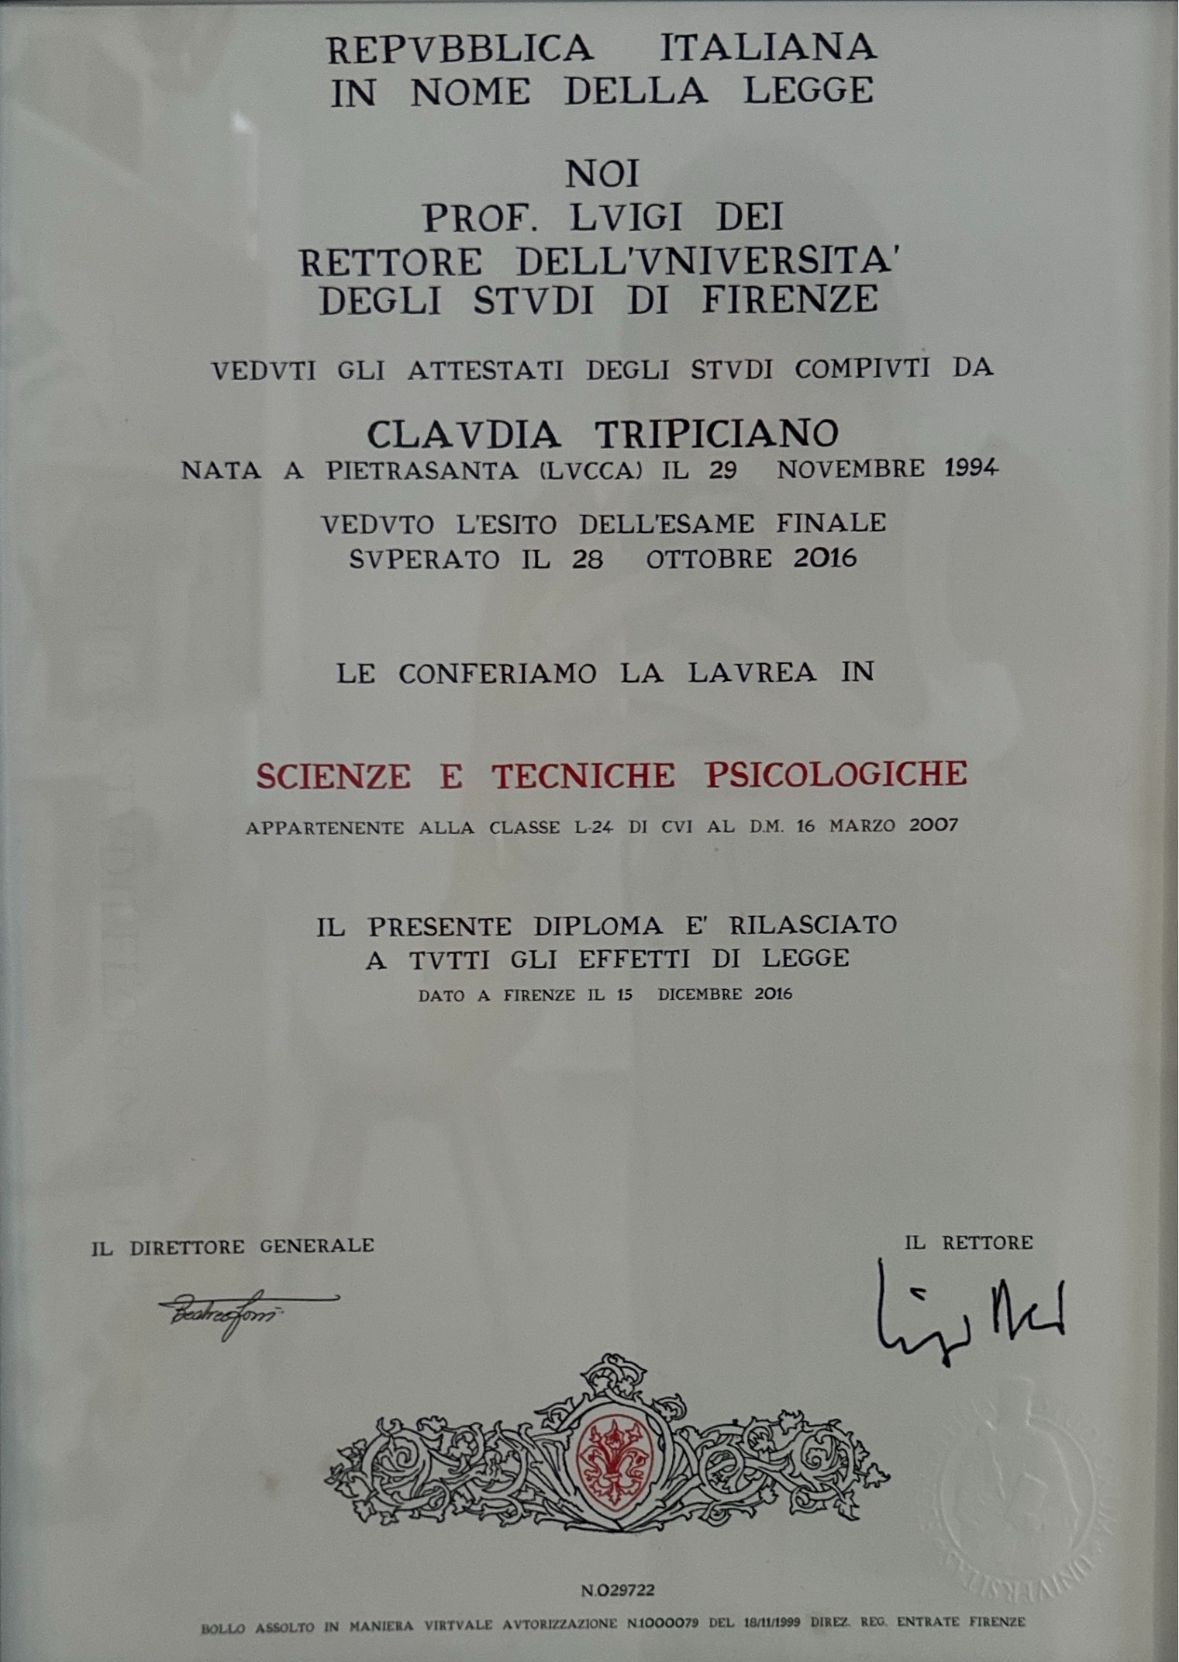 REPVBBLICA ITALIANA
IN NOME DELLA LEGGE
NOI
PROF. LVIGI DEI
RETTORE DELL'VNIVERSITA'
DEGLI STVDI DI FIRENZE
VEDVTI GLI ATTESTATI DEGLI STVDI COMPIVTI DA
CLAVDIA TRIPICIANO
NATA A PIETRASANTA (LVCCA) IL 29 NOVEMBRE 1994
VEDVTO L'ESITO DELL'ESAME FINALE
SVPERATO IL 28 OTTOBRE 2016
LE CONFERIAMO LA LAVREA IN
SCIENZE E TECNICHE PSICOLOGICHE
APPARTENENTE ALLA CLASSE L-24 DI CVI AL D.M. 16 MARZO 2007
IL PRESENTE DIPLOMA E' RILASCIATO
A TVTTI GLI EFFETTI DI LEGGE
DATO A FIRENZE IL 15 DICEMBRE 2016
IL DIRETTORE GENERALE
IL RETTORE
Luigi Dei
N.029722
BOLLO ASSOLTO IN MANIERA VIRTVALE AVTORIZZAZIONE N.1000079 DEL 18/11/1999 DIREZ. REG. ENTRATE FIRENZE